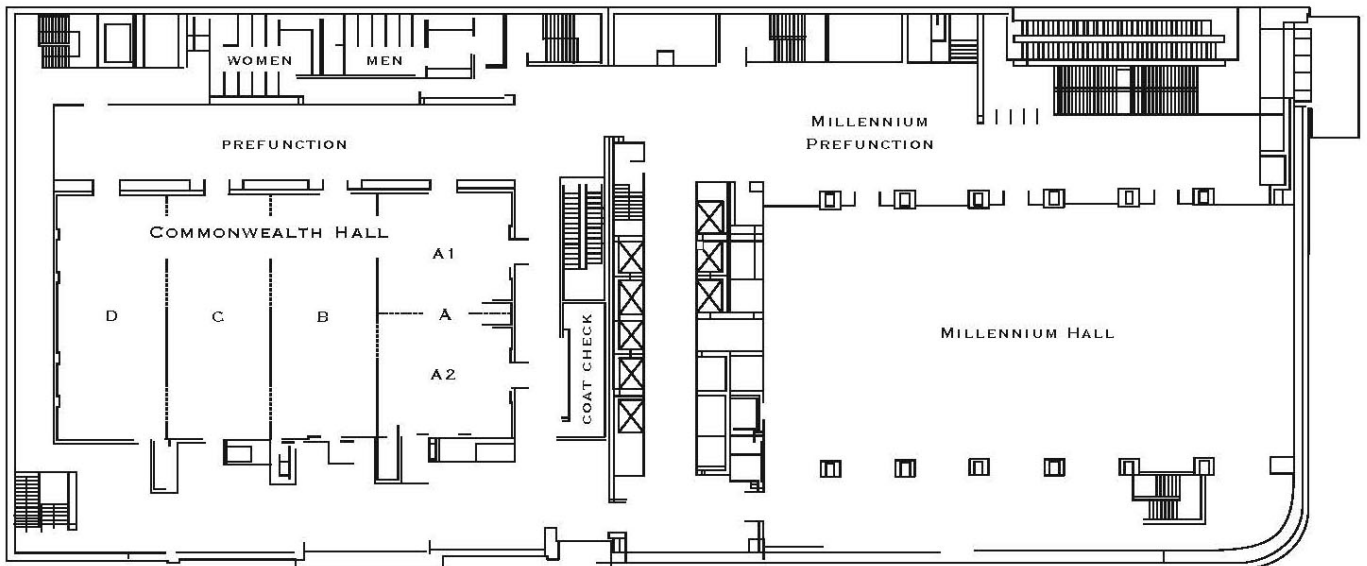 WOMEN
MEN
PREFUNCTION
MILLENNIUM
PREFUNCTION
COMMONWEALTH HALL
A1
D
C
B
A
A2
COAT CHECK
MILLENNIUM HALL